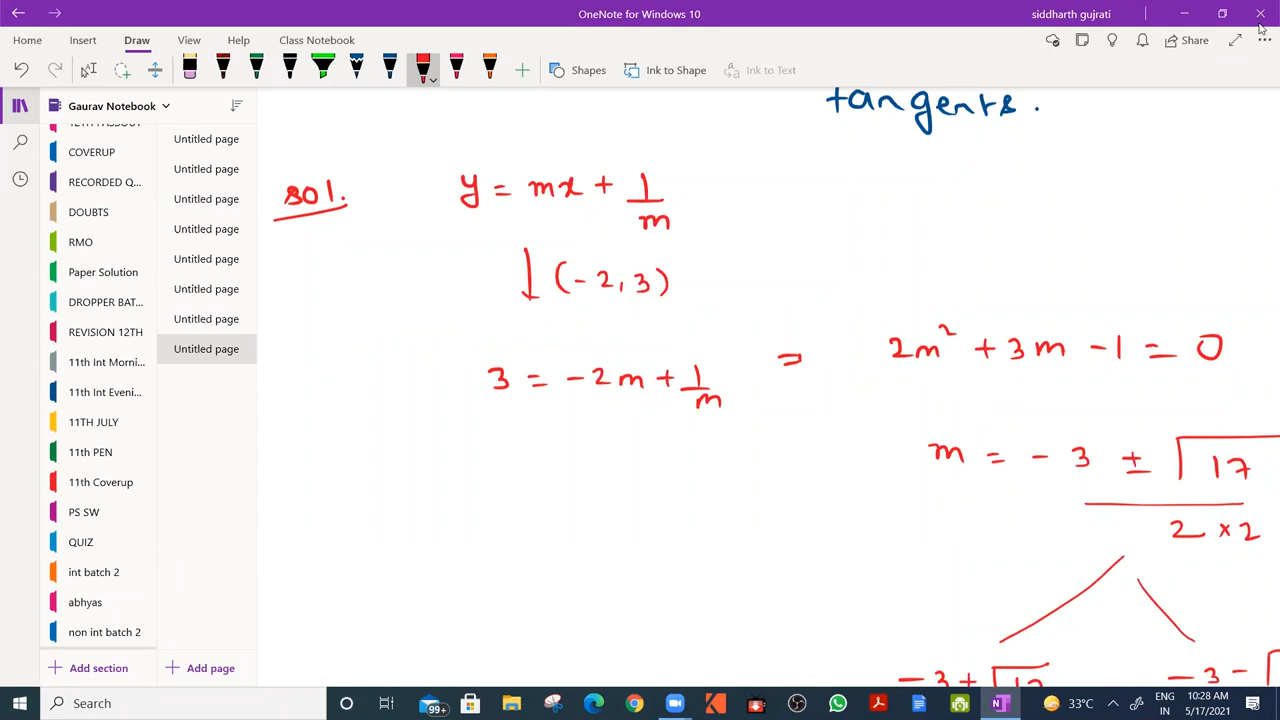 OneNote for Windows 10
siddharth gujrati
Home Insert Draw View Help Class Notebook
Share
Shapes Ink to Shape Ink to Text
Gaurav Notebook
COVERUP
RECORDED Q...
DOUBTS
RMO
Paper Solution
DROPPER BAT...
REVISION 12TH
11th Int Morni...
11th Int Eveni...
11TH JULY
11th PEN
11th Coverup
PS SW
QUIZ
int batch 2
abhyas
non int batch 2
Add section
Untitled page
Untitled page
Untitled page
Untitled page
Untitled page
Untitled page
Untitled page
Untitled page
Add page
tangents.
sol. y = mx + 1/m
↓ (-2, 3)
3 = -2m + 1/m = 2m² + 3m - 1 = 0
m = - 3 ± √17 / 2 × 2
- 3 + √17 - 3 - √
Search
99+
33°C
ENG
IN
10:28 AM
5/17/2021